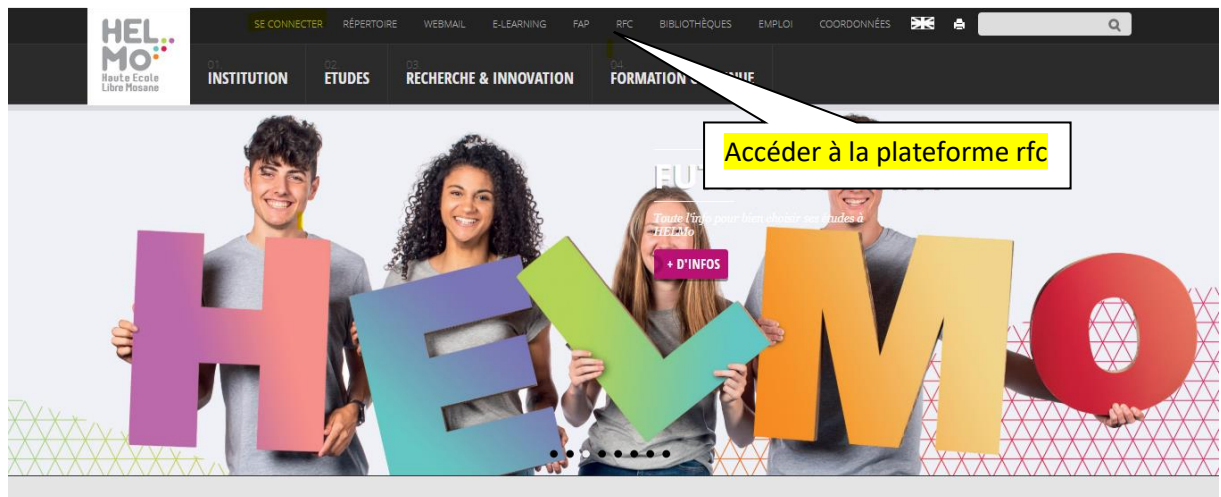 HEL
MO
Haute Ecole
Libre Mosane
SE CONNECTER RÉPERTOIRE WEBMAIL E-LEARNING FAP RFC BIBLIOTHÈQUES EMPLOI COORDONNÉES
01. 02. 03 04
INSTITUTION ETUDES RECHERCHE & INNOVATION FORMATION
Accéder à la plateforme rfc
Toute l'info pour bien choisir ses études à
HELMo
+ D'INFOS
HELMO